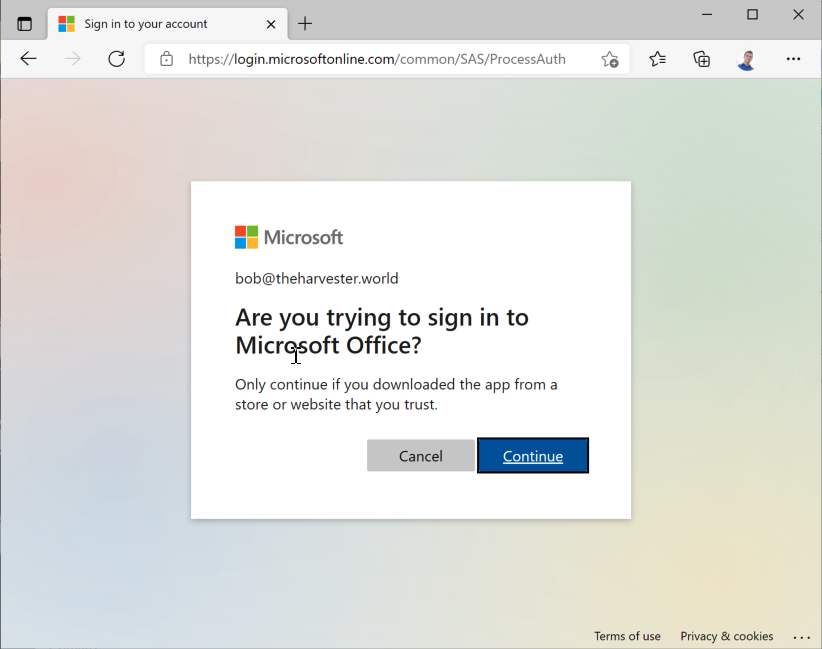 Sign in to your account
https://login.microsoftonline.com/common/SAS/ProcessAuth
Microsoft
bob@theharvester.world
Are you trying to sign in to
Microsoft Office?
Only continue if you downloaded the app from a
store or website that you trust.
Cancel Continue
Terms of use Privacy & cookies ...